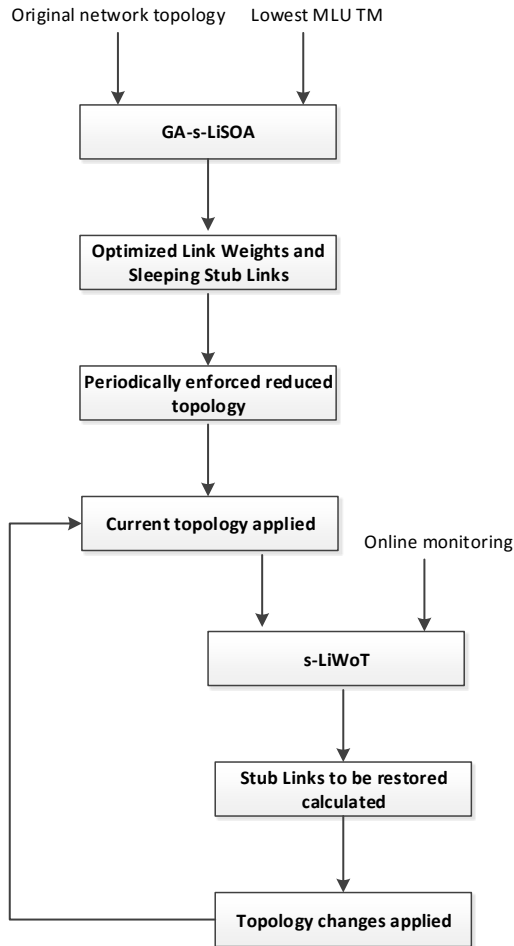 Original network topology
Lowest MLU TM
GA-s-LiSOA
Optimized Link Weights and
Sleeping Stub Links
Periodically enforced reduced
topology
Current topology applied
Online monitoring
s-LiWoT
Stub Links to be restored
calculated
Topology changes applied